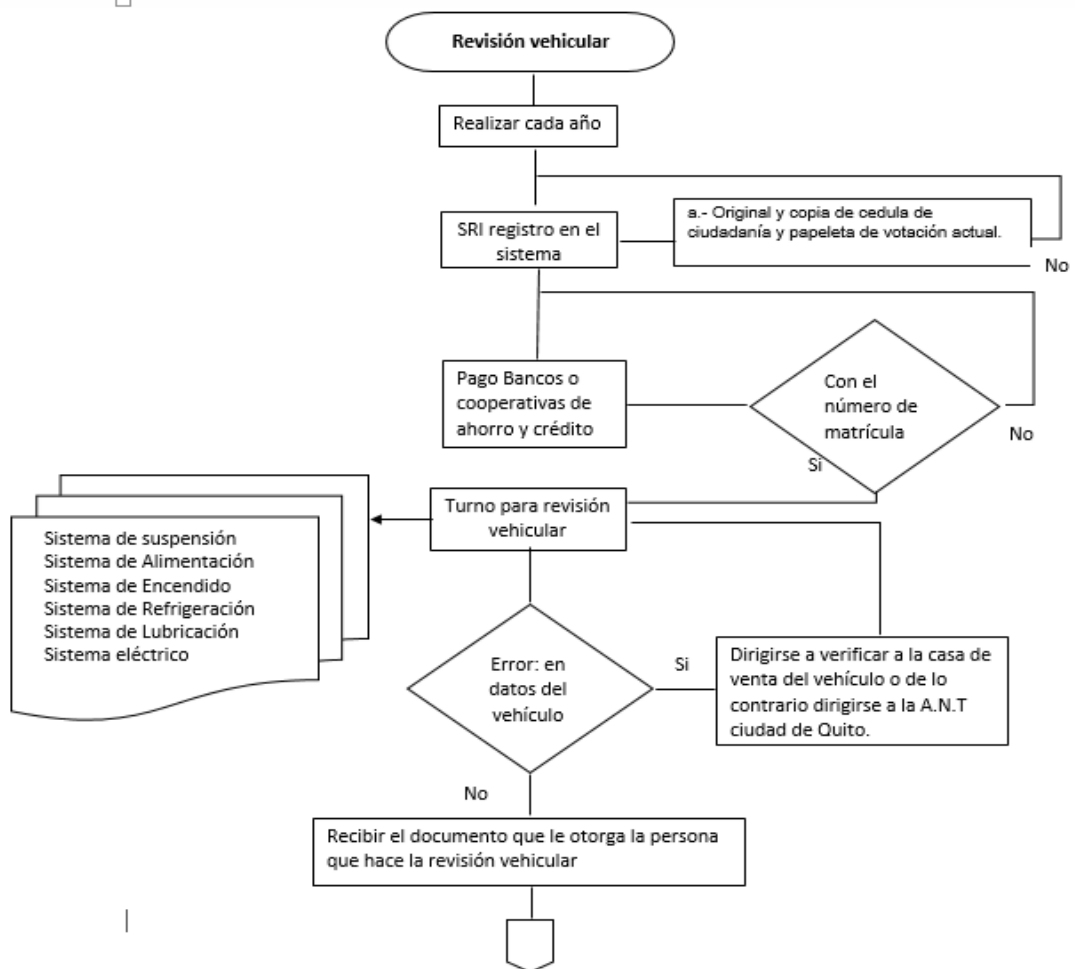 Revisión vehicular
Realizar cada año
SRI registro en el
sistema
a.- Original y copia de cedula de
ciudadanía y papeleta de votación actual.
No
Pago Bancos o
cooperativas de
ahorro y crédito
Con el
número de
matrícula
No
Si
Turno para revisión
vehicular
Sistema de suspensión
Sistema de Alimentación
Sistema de Encendido
Sistema de Refrigeración
Sistema de Lubricación
Sistema eléctrico
Error: en
datos del
vehículo
Si
Dirigirse a verificar a la casa de
venta del vehículo o de lo
contrario dirigirse a la A.N.T
ciudad de Quito.
No
Recibir el documento que le otorga la persona
que hace la revisión vehicular